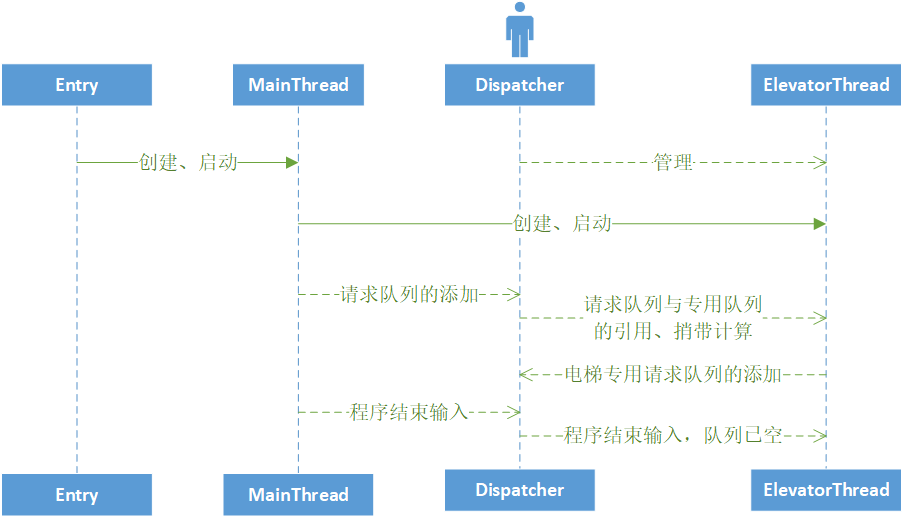 Entry
MainThread
Dispatcher
ElevatorThread
创建、启动
管理
创建、启动
请求队列的添加
请求队列与专用队列
的引用、捎带计算
电梯专用请求队列的添加
程序结束输入
程序结束输入，队列已空
Entry
MainThread
Dispatcher
ElevatorThread